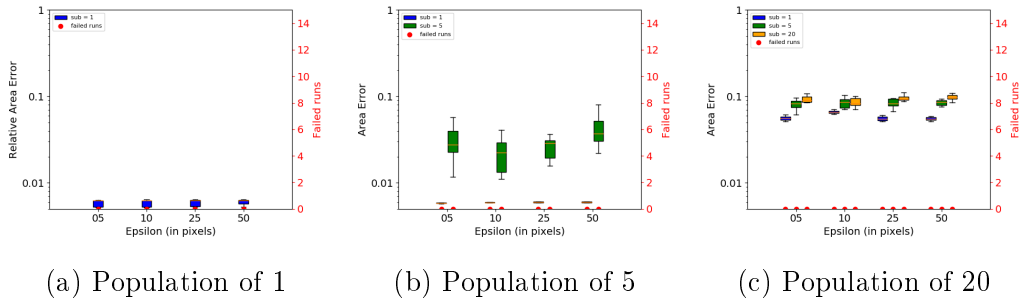 1
0.1
0.01
Relative Area Error
sub = 1
failed runs
14
12
10
8
6
4
2
0
Failed runs
05 10 25 50
Epsilon (in pixels)
(a) Population of 1
1
0.1
0.01
Area Error
sub = 1
sub = 5
failed runs
14
12
10
8
6
4
2
0
Failed runs
05 10 25 50
Epsilon (in pixels)
(b) Population of 5
1
0.1
0.01
Area Error
sub = 1
sub = 5
sub = 20
failed runs
14
12
10
8
6
4
2
0
Failed runs
05 10 25 50
Epsilon (in pixels)
(c) Population of 20